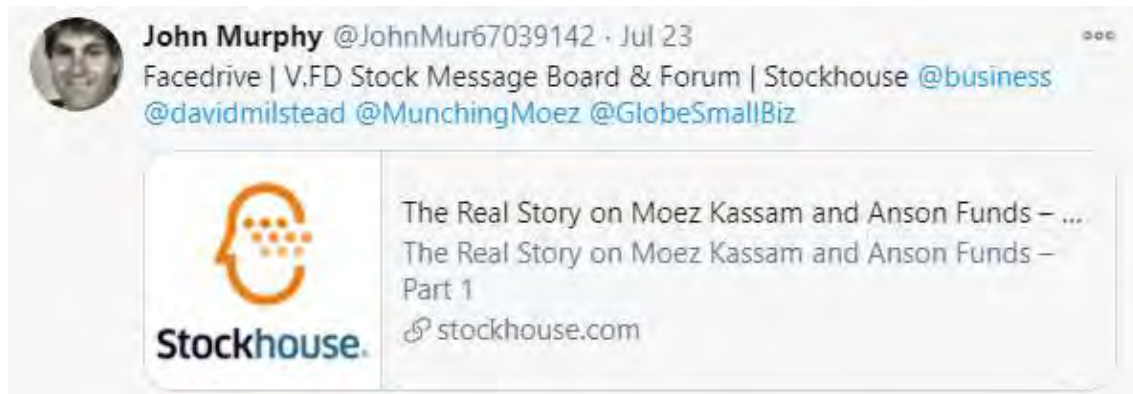 John Murphy @JohnMur67039142 · Jul 23
Facedrive | V.FD Stock Message Board & Forum | Stockhouse @business
@davidmilstead @MunchingMoez @GlobeSmallBiz
The Real Story on Moez Kassam and Anson Funds – ...
The Real Story on Moez Kassam and Anson Funds –
Part 1
stockhouse.com
Stockhouse.